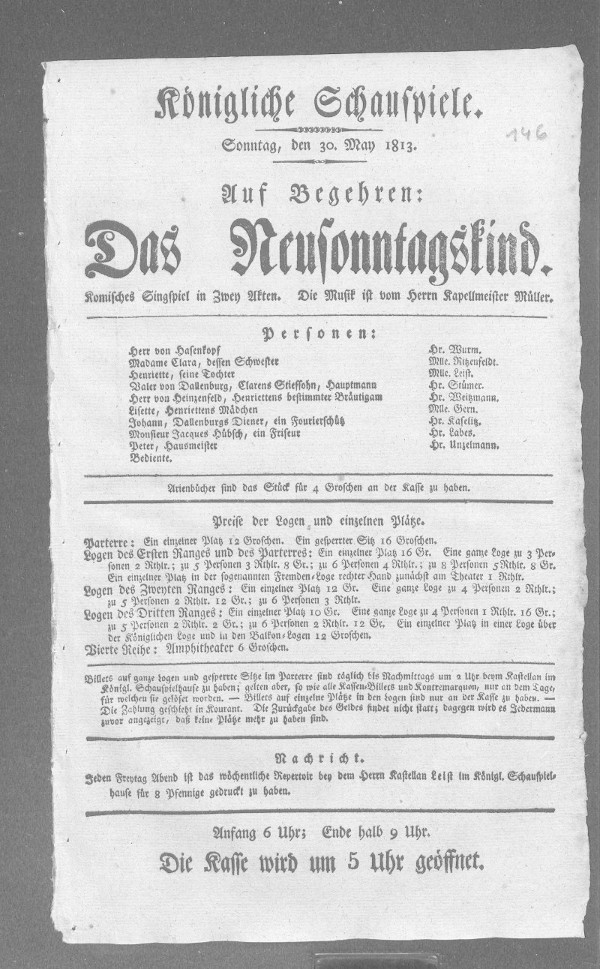 146
Königliche Schauspiele.
Sonntag, den 30. May 1813.
Auf Begehren:
Das Neusonntagskind.
Komisches Singspiel in Zwey Akten. Die Musik ist vom Herrn Kapellmeister Müller.
Personen:
Herr von Hasenkopf Hr. Wurm.
Madame Clara, dessen Schwester Mlle. Ritzenfeldt.
Henriette, seine Tochter Mlle. Leist.
Valer von Dallenburg, Clarens Stiefsohn, Hauptmann Hr. Stümer.
Herr von Heinzenfeld, Henriettens bestimmter Bräutigam Hr. Weitzmann.
Lisette, Henriettens Mädchen Mlle. Gern.
Johann, Dallenburgs Diener, ein Fourierschütz Hr. Kaselitz.
Monsieur Jacques Hübsch, ein Friseur Hr. Labes.
Peter, Hausmeister Hr. Unzelmann.
Bediente.
Arienbücher sind das Stück für 4 Groschen an der Kasse zu haben.
Preise der Logen und einzelnen Plätze.
Parterre: Ein einzelner Platz 12 Groschen. Ein gesperrter Sitz 16 Groschen.
Logen des Ersten Ranges und des Parterres: Ein einzelner Platz 16 Gr. Eine ganze Loge zu 3 Per-
sonen 2 Rthlr.; zu 5 Personen 3 Rthlr. 8 Gr.; zu 6 Personen 4 Rthlr.; zu 8 Personen 5 Rthlr. 8 Gr.
Ein einzelner Platz in der sogenannten Fremden-Loge rechter Hand zunächst am Theater 1 Rthlr.
Logen des Zweyten Ranges: Ein einzelner Platz 12 Gr. Eine ganze Loge zu 4 Personen 2 Rthlr.;
zu 5 Personen 2 Rthlr. 12 Gr.; zu 6 Personen 3 Rthlr.
Logen des Dritten Ranges: Ein einzelner Platz 10 Gr. Eine ganze Loge zu 4 Personen 1 Rthlr. 16 Gr.;
zu 5 Personen 2 Rthlr. 2 Gr.; zu 6 Personen 2 Rthlr. 12 Gr. Ein einzelner Platz in einer Loge über
der Königlichen Loge und in den Balkon-Logen 12 Groschen.
Vierte Reihe: Amphitheater 6 Groschen.
Billets auf ganze Logen und gesperrte Sitze im Parterre sind täglich bis Nachmittags um 2 Uhr beym Kastellan im
Königl. Schauspielhause zu haben; gelten aber, so wie alle Kassen-Billets und Kontremarquen, nur an dem Tage,
für welchen sie gelöset worden. — Billets auf einzelne Plätze in den Logen sind nur an der Kasse zu haben. —
Die Zahlung geschieht in Kourant. Die Zurückgabe des Geldes findet nicht statt; dagegen wird es Jedermann
zuvor angezeigt, daß keine Plätze mehr zu haben sind.
Nachricht.
Jeden Freytag Abend ist das wöchentliche Repertoir bey dem Herrn Kastellan Leist im Königl. Schauspiel-
hause für 8 Pfennige gedruckt zu haben.
Anfang 6 Uhr; Ende halb 9 Uhr.
Die Kasse wird um 5 Uhr geöffnet.